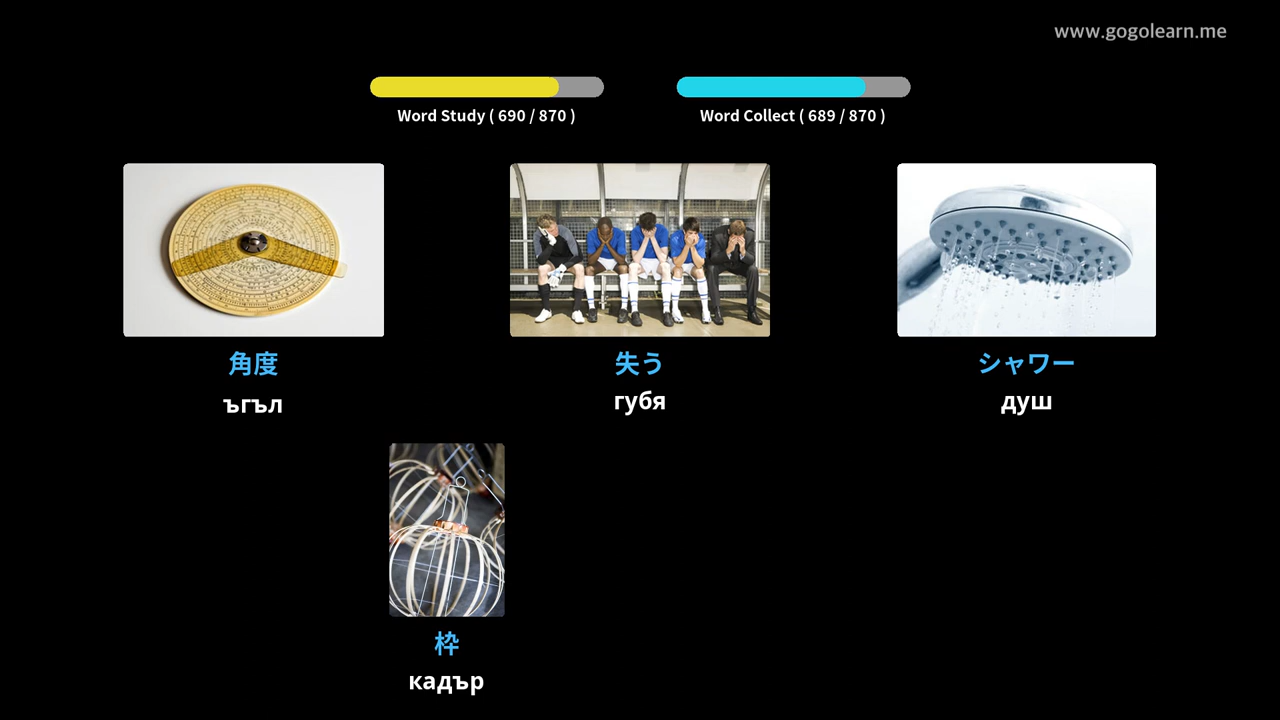 www.gogolearn.me
Word Study ( 690 / 870 )
Word Collect ( 689 / 870 )
角度
ъгъл
失う
губя
シャワー
душ
枠
кадър